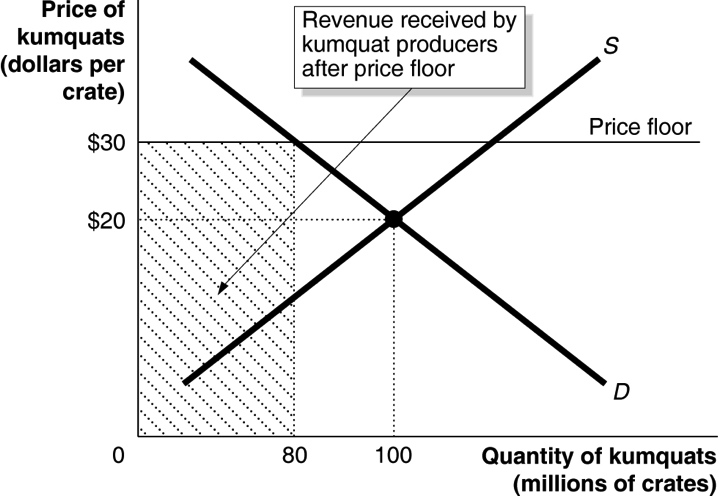 Price of
kumquats
(dollars per
crate)
Revenue received by
kumquat producers
after price floor
S
Price floor
$30
$20
D
0
80
100
Quantity of kumquats
(millions of crates)